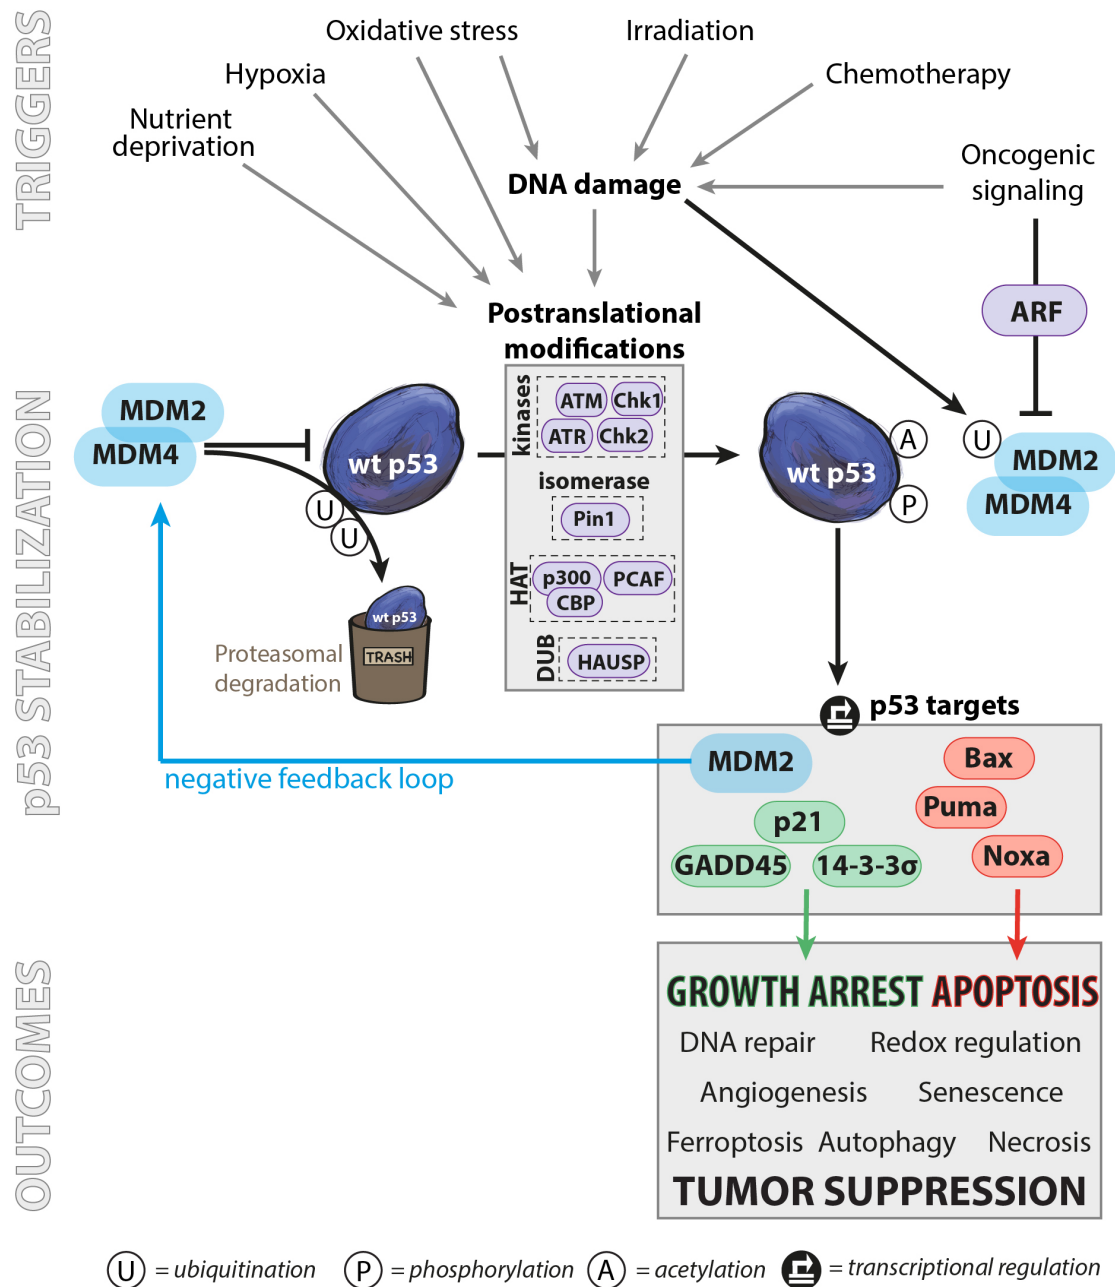 TRIGGERS
Oxidative stress
Irradiation
Hypoxia
Chemotherapy
Nutrient
deprivation
Oncogenic
signaling
DNA damage
ARF
Postranslational
modifications
p53 STABILIZATION
MDM2
MDM4
wt p53
U
U
kinases
ATM
Chk1
ATR
Chk2
isomerase
Pin1
HAT
p300
PCAF
CBP
DUB
HAUSP
wt p53
A
P
U
MDM2
MDM4
wt p53
TRASH
Proteasomal
degradation
p53 targets
negative feedback loop
MDM2
Bax
Puma
p21
Noxa
GADD45
14-3-3σ
OUTCOMES
GROWTH ARREST APOPTOSIS
DNA repair Redox regulation
Angiogenesis Senescence
Ferroptosis Autophagy Necrosis
TUMOR SUPPRESSION
U = ubiquitination P = phosphorylation A = acetylation = transcriptional regulation